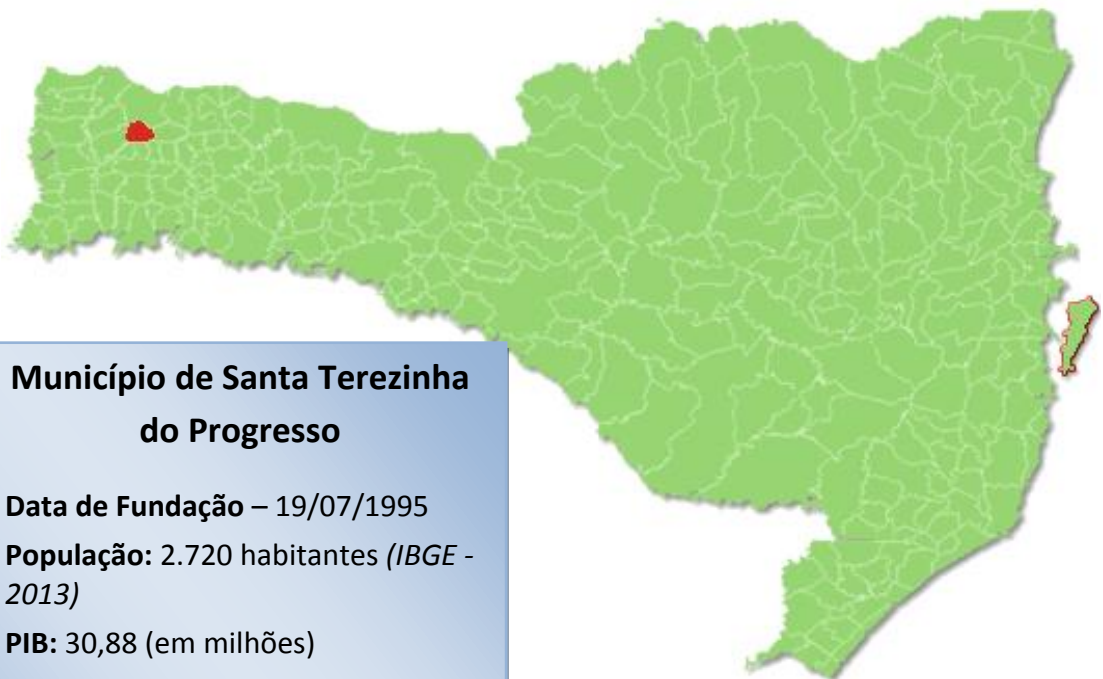 Município de Santa Terezinha
do Progresso
Data de Fundação – 19/07/1995
População: 2.720 habitantes (IBGE -
2013)
PIB: 30,88 (em milhões)